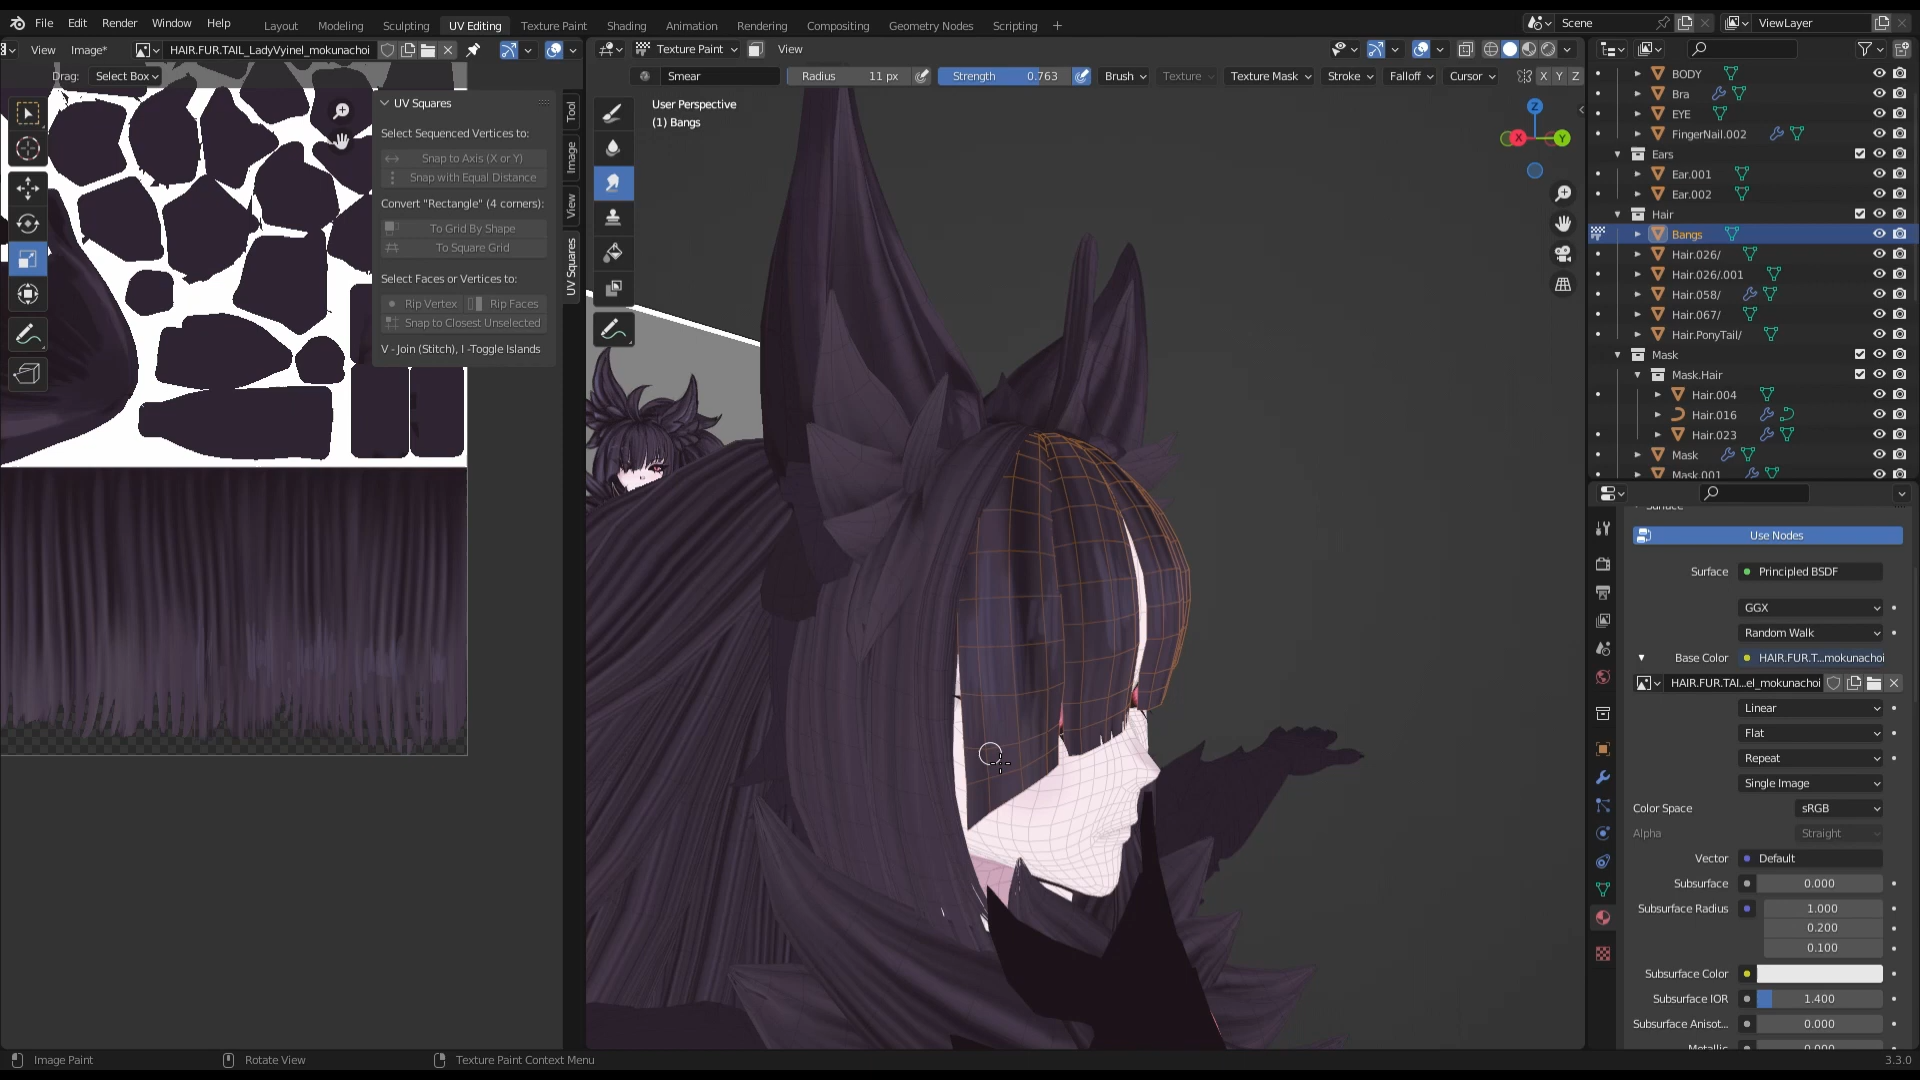 File Edit Render Window Help
Layout Modeling Sculpting UV Editing Texture Paint Shading Animation Rendering Compositing Geometry Nodes Scripting +
Scene
ViewLayer
View Image* HAIR.FUR.TAIL_LadyVyinel_mokunachoi
Texture Paint View
Drag: Select Box
Smear Radius 11 px Strength 0.763 Brush Texture Texture Mask Stroke Falloff Cursor X Y Z
UV Squares
Select Sequenced Vertices to:
Snap to Axis (X or Y)
Snap with Equal Distance
Convert "Rectangle" (4 corners):
To Grid By Shape
To Square Grid
Select Faces or Vertices to:
Rip Vertex Rip Faces
Snap to Closest Unselected
V - Join (Stitch), I -Toggle Islands
Tool
Image
View
UV Squares
User Perspective
(1) Bangs
Z
X
Y
BODY
Bra
EYE
FingerNail.002
Ears
Ear.001
Ear.002
Hair
Bangs
Hair.026/
Hair.026/.001
Hair.058/
Hair.067/
Hair.PonyTail/
Mask
Mask.Hair
Hair.004
Hair.016
Hair.023
Mask
Mask.001
Surface
Use Nodes
Surface Principled BSDF
GGX
Random Walk
Base Color HAIR.FUR.T...mokunachoi
HAIR.FUR.TAI...el_mokunachoi
Linear
Flat
Repeat
Single Image
Color Space sRGB
Alpha Straight
Vector Default
Subsurface 0.000
Subsurface Radius 1.000
0.200
0.100
Subsurface Color
Subsurface IOR 1.400
Subsurface Anisot... 0.000
Metallic 0.000
Image Paint Rotate View Texture Paint Context Menu 3.3.0